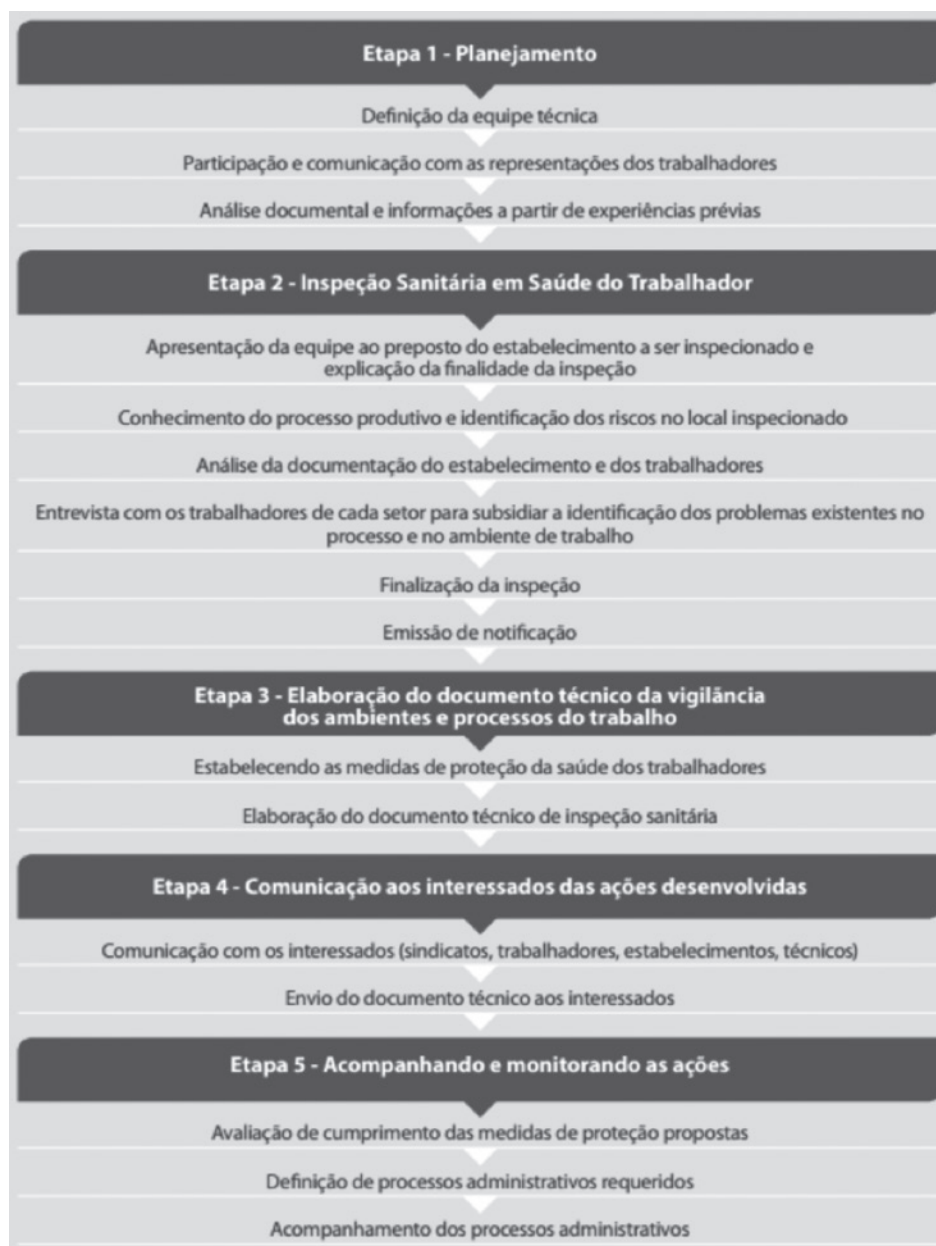 Etapa 1 - Planejamento
Definição da equipe técnica
Participação e comunicação com as representações dos trabalhadores
Análise documental e informações a partir de experiências prévias
Etapa 2 - Inspeção Sanitária em Saúde do Trabalhador
Apresentação da equipe ao preposto do estabelecimento a ser inspecionado e
explicação da finalidade da inspeção
Conhecimento do processo produtivo e identificação dos riscos no local inspecionado
Análise da documentação do estabelecimento e dos trabalhadores
Entrevista com os trabalhadores de cada setor para subsidiar a identificação dos problemas existentes no
processo e no ambiente de trabalho
Finalização da inspeção
Emissão de notificação
Etapa 3 - Elaboração do documento técnico da vigilância
dos ambientes e processos do trabalho
Estabelecendo as medidas de proteção da saúde dos trabalhadores
Elaboração do documento técnico de inspeção sanitária
Etapa 4 - Comunicação aos interessados das ações desenvolvidas
Comunicação com os interessados (sindicatos, trabalhadores, estabelecimentos, técnicos)
Envio do documento técnico aos interessados
Etapa 5 - Acompanhando e monitorando as ações
Avaliação de cumprimento das medidas de proteção propostas
Definição de processos administrativos requeridos
Acompanhamento dos processos administrativos